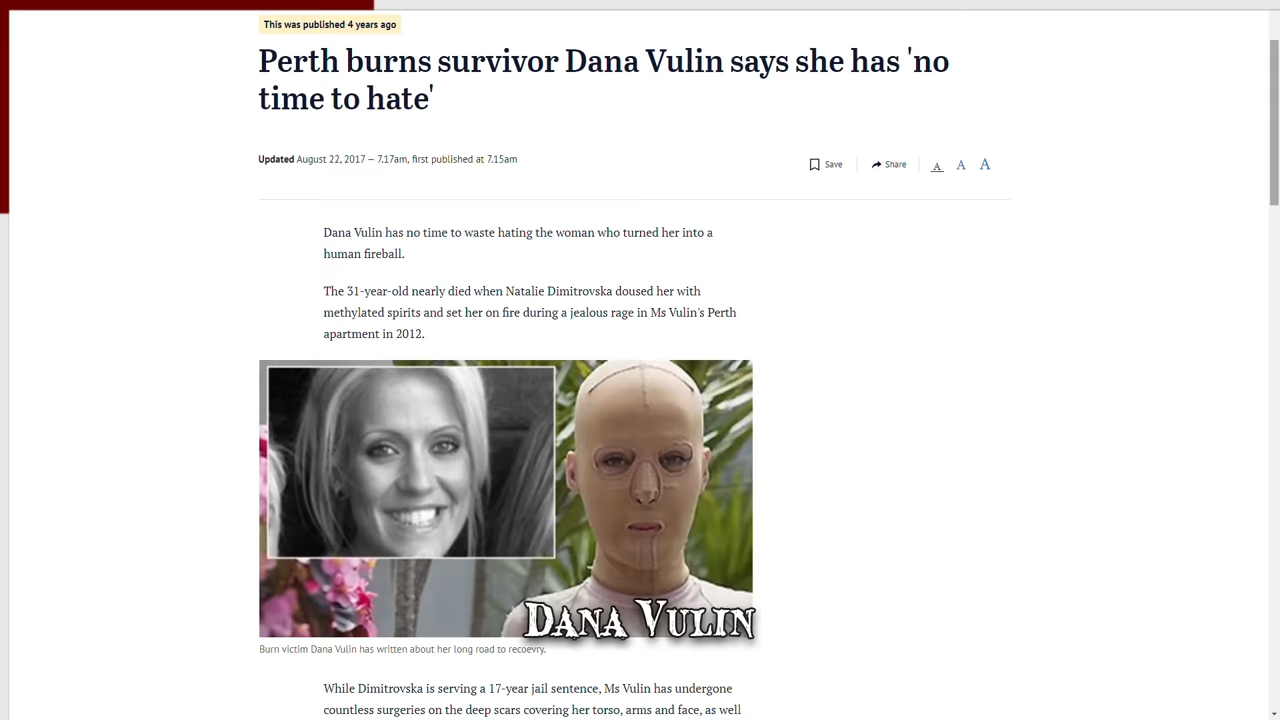 This was published 4 years ago
Perth burns survivor Dana Vulin says she has 'no
time to hate'
Updated August 22, 2017 — 7.17am, first published at 7.15am
Save
Share
A A A
Dana Vulin has no time to waste hating the woman who turned her into a
human fireball.
The 31-year-old nearly died when Natalie Dimitrovska doused her with
methylated spirits and set her on fire during a jealous rage in Ms Vulin's Perth
apartment in 2012.
DANA VULIN
Burn victim Dana Vulin has written about her long road to recoevry.
While Dimitrovska is serving a 17-year jail sentence, Ms Vulin has undergone
countless surgeries on the deep scars covering her torso, arms and face, as well